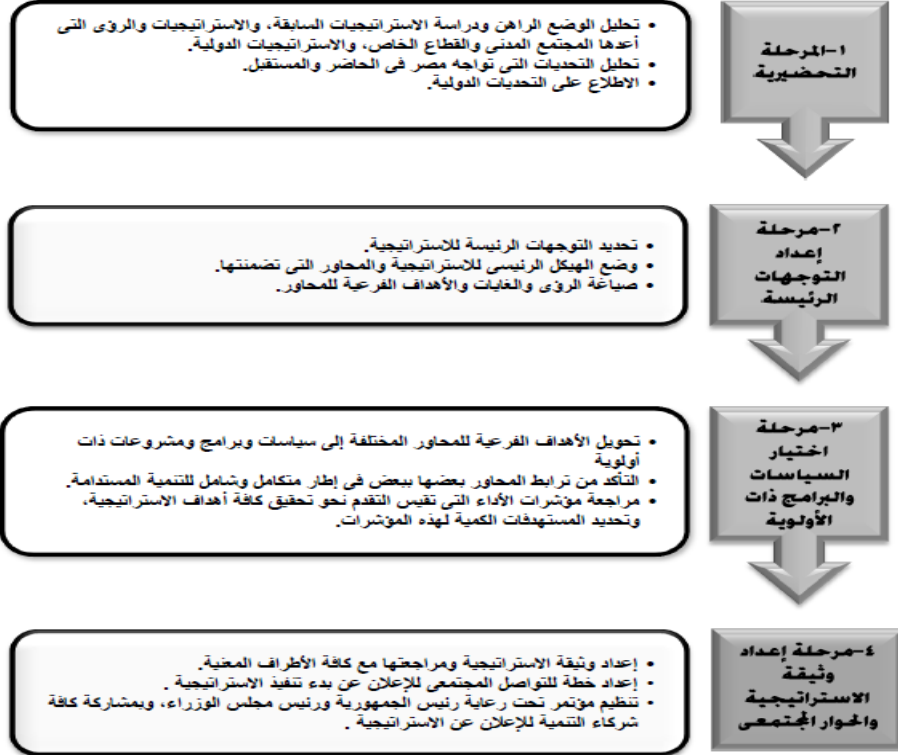 ١-المرحلة
التحضيرية
• تحليل الوضع الراهن ودراسة الاستراتيجيات السابقة، والاستراتيجيات والرؤى التى
أعدها المجتمع المدنى والقطاع الخاص، والاستراتيجيات الدولية.
• تحليل التحديات التى تواجه مصر فى الحاضر والمستقبل.
• الاطلاع على التحديات الدولية.
٢-مرحلة
إعداد
التوجهات
الرئيسة
• تحديد التوجهات الرئيسة للاستراتيجية.
• وضع الهيكل الرئيسى للاستراتيجية والمحاور التى تضمنتها.
• صياغة الرؤى والغايات والأهداف الفرعية للمحاور.
٣-مرحلة
اختيار
السياسات
والبرامج ذات
الأولوية
• تحويل الأهداف الفرعية للمحاور المختلفة إلى سياسات وبرامج ومشروعات ذات
أولوية
• التأكد من ترابط المحاور بعضها ببعض فى إطار متكامل وشامل للتنمية المستدامة.
• مراجعة مؤشرات الأداء التى تقيس التقدم نحو تحقيق كافة أهداف الاستراتيجية،
وتحديد المستهدفات الكمية لهذه المؤشرات.
٤-مرحلة إعداد
وثيقة
الاستراتيجية
والحوار المجتمعى
• إعداد وثيقة الاستراتيجية ومراجعتها مع كافة الأطراف المعنية.
• إعداد خطة للتواصل المجتمعى للإعلان عن بدء تنفيذ الاستراتيجية .
• تنظيم مؤتمر تحت رعاية رئيس الجمهورية ورئيس مجلس الوزراء، وبمشاركة كافة
شركاء التنمية للإعلان عن الاستراتيجية .